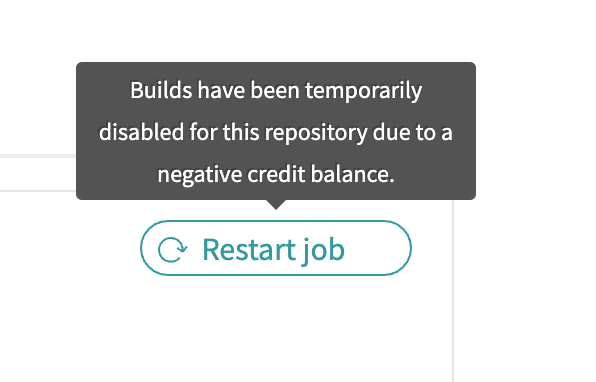 Builds have been temporarily
disabled for this repository due to a
negative credit balance.
Restart job